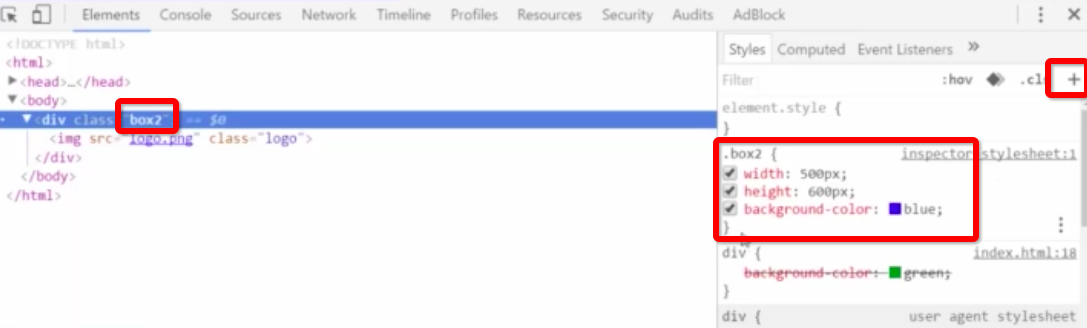 Elements Console Sources Network Timeline Profiles Resources Security Audits AdBlock
<!DOCTYPE html>
<html>
<head>…</head>
<body>
<div class="box2" == $0
<img src="logo.png" class="logo">
</div>
</body>
</html>
Styles Computed Event Listeners »
Filter :hov .cls +
element.style {
}
.box2 { inspector-stylesheet:1
width: 500px;
height: 600px;
background-color: blue;
}
div { index.html:18
background-color: green;
}
div { user agent stylesheet